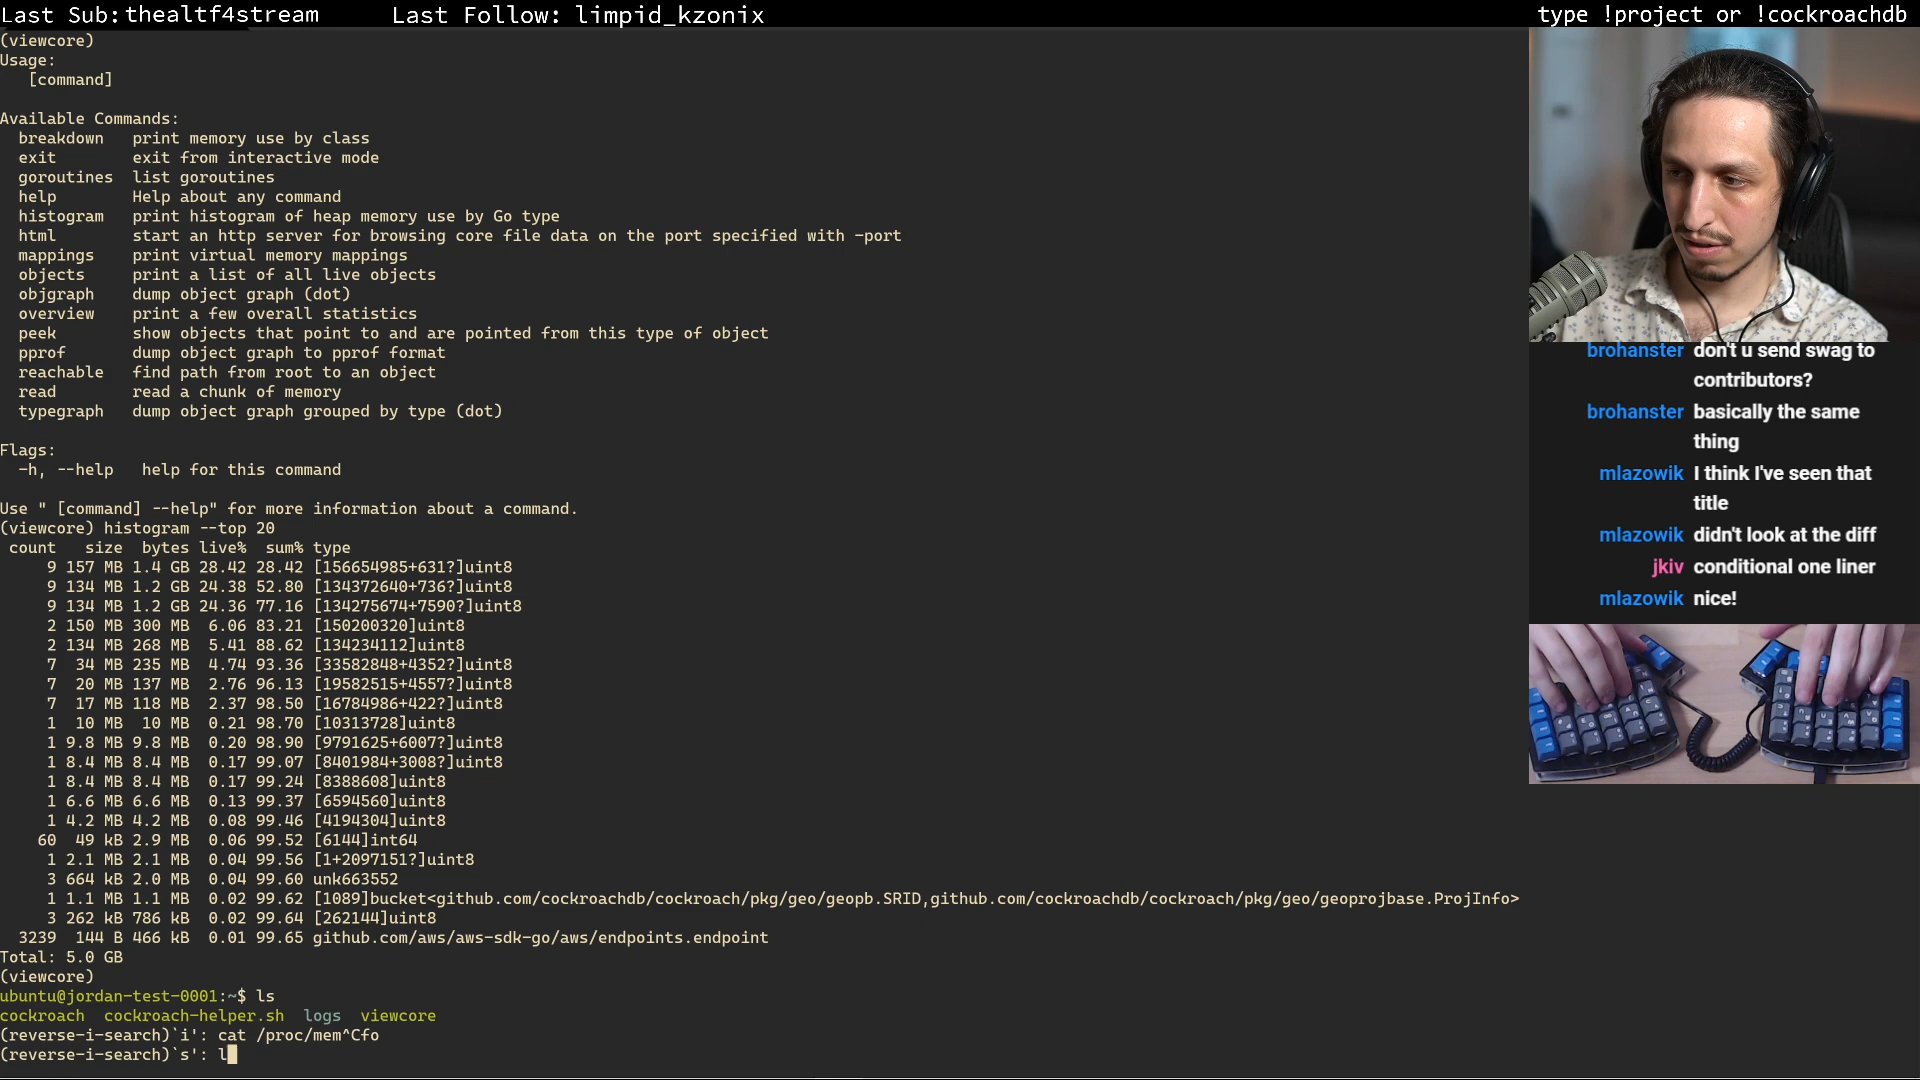 Last Sub:thealtf4stream Last Follow: limpid_kzonix type !project or !cockroachdb
(viewcore)
Usage:
[command]
Available Commands:
breakdown print memory use by class
exit exit from interactive mode
goroutines list goroutines
help Help about any command
histogram print histogram of heap memory use by Go type
html start an http server for browsing core file data on the port specified with -port
mappings print virtual memory mappings
objects print a list of all live objects
objgraph dump object graph (dot)
overview print a few overall statistics
peek show objects that point to and are pointed from this type of object
pprof dump object graph to pprof format
reachable find path from root to an object
read read a chunk of memory
typegraph dump object graph grouped by type (dot)
Flags:
-h, --help help for this command
Use " [command] --help" for more information about a command.
(viewcore) histogram --top 20
count size bytes live% sum% type
9 157 MB 1.4 GB 28.42 28.42 [156654985+631?]uint8
9 134 MB 1.2 GB 24.38 52.80 [134372640+736?]uint8
9 134 MB 1.2 GB 24.36 77.16 [134275674+7590?]uint8
2 150 MB 300 MB 6.06 83.21 [150200320]uint8
2 134 MB 268 MB 5.41 88.62 [134234112]uint8
7 34 MB 235 MB 4.74 93.36 [33582848+4352?]uint8
7 20 MB 137 MB 2.76 96.13 [19582515+4557?]uint8
7 17 MB 118 MB 2.37 98.50 [16784986+422?]uint8
1 10 MB 10 MB 0.21 98.70 [10313728]uint8
1 9.8 MB 9.8 MB 0.20 98.90 [9791625+6007?]uint8
1 8.4 MB 8.4 MB 0.17 99.07 [8401984+3008?]uint8
1 8.4 MB 8.4 MB 0.17 99.24 [8388608]uint8
1 6.6 MB 6.6 MB 0.13 99.37 [6594560]uint8
1 4.2 MB 4.2 MB 0.08 99.46 [4194304]uint8
60 49 kB 2.9 MB 0.06 99.52 [6144]int64
1 2.1 MB 2.1 MB 0.04 99.56 [1+2097151?]uint8
3 664 kB 2.0 MB 0.04 99.60 unk663552
1 1.1 MB 1.1 MB 0.02 99.62 [1089]bucket<github.com/cockroachdb/cockroach/pkg/geo/geopb.SRID,github.com/cockroachdb/cockroach/pkg/geo/geoprojbase.ProjInfo>
3 262 kB 786 kB 0.02 99.64 [262144]uint8
3239 144 B 466 kB 0.01 99.65 github.com/aws/aws-sdk-go/aws/endpoints.endpoint
Total: 5.0 GB
(viewcore)
ubuntu@jordan-test-0001:~$ ls
cockroach cockroach-helper.sh logs viewcore
(reverse-i-search)`i': cat /proc/mem^Cfo
(reverse-i-search)`s': l
brohanster don't u send swag to
contributors?
brohanster basically the same
thing
mlazowik I think I've seen that
title
mlazowik didn't look at the diff
jkiv conditional one liner
mlazowik nice!